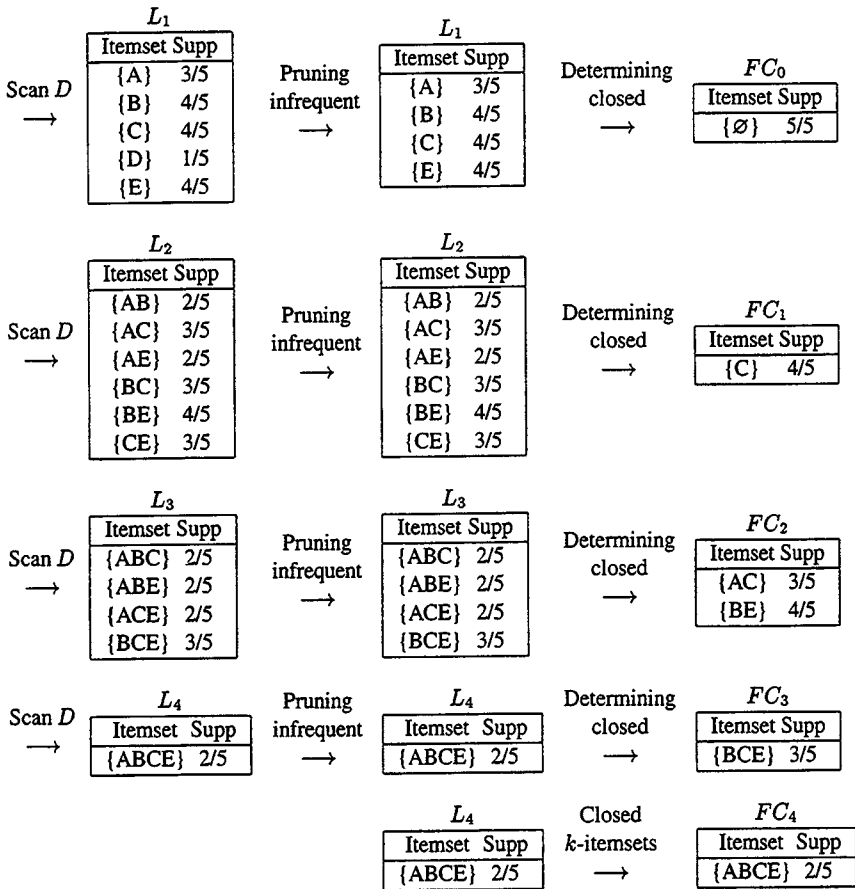 L₁
Itemset Supp
Scan D
→
{A} 3/5
{B} 4/5
{C} 4/5
{D} 1/5
{E} 4/5
Pruning
infrequent
→
L₁
Itemset Supp
{A} 3/5
{B} 4/5
{C} 4/5
{E} 4/5
Determining
closed
→
FC₀
Itemset Supp
{∅} 5/5
L₂
Itemset Supp
Scan D
→
{AB} 2/5
{AC} 3/5
{AE} 2/5
{BC} 3/5
{BE} 4/5
{CE} 3/5
Pruning
infrequent
→
L₂
Itemset Supp
{AB} 2/5
{AC} 3/5
{AE} 2/5
{BC} 3/5
{BE} 4/5
{CE} 3/5
Determining
closed
→
FC₁
Itemset Supp
{C} 4/5
L₃
Itemset Supp
Scan D
→
{ABC} 2/5
{ABE} 2/5
{ACE} 2/5
{BCE} 3/5
Pruning
infrequent
→
L₃
Itemset Supp
{ABC} 2/5
{ABE} 2/5
{ACE} 2/5
{BCE} 3/5
Determining
closed
→
FC₂
Itemset Supp
{AC} 3/5
{BE} 4/5
Scan D
→
L₄
Itemset Supp
{ABCE} 2/5
Pruning
infrequent
→
L₄
Itemset Supp
{ABCE} 2/5
Determining
closed
→
FC₃
Itemset Supp
{BCE} 3/5
L₄
Itemset Supp
{ABCE} 2/5
Closed
k-itemsets
→
FC₄
Itemset Supp
{ABCE} 2/5